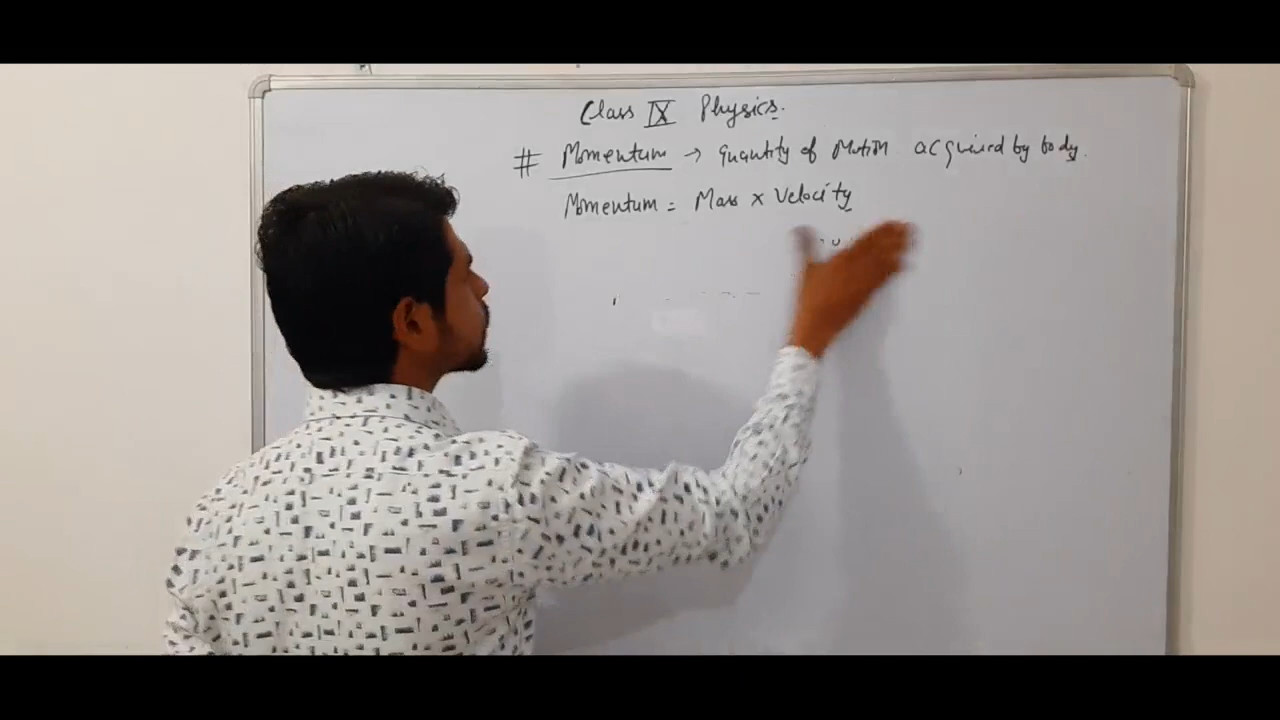 Class IX Physics.
# Momentum → Quantity of Motion acquired by body.
Momentum = Mass × Velocity